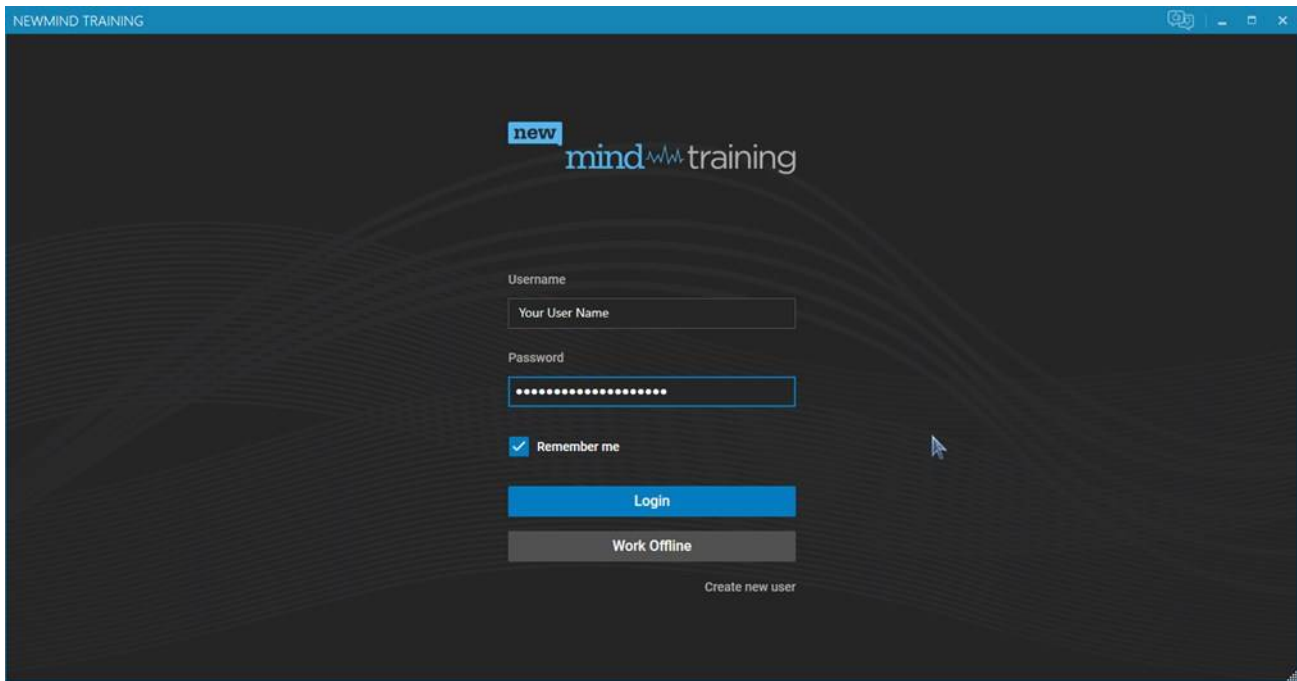 NEWMIND TRAINING
new
mind training
Username
Your User Name
Password
••••••••••••••••••••
Remember me
Login
Work Offline
Create new user